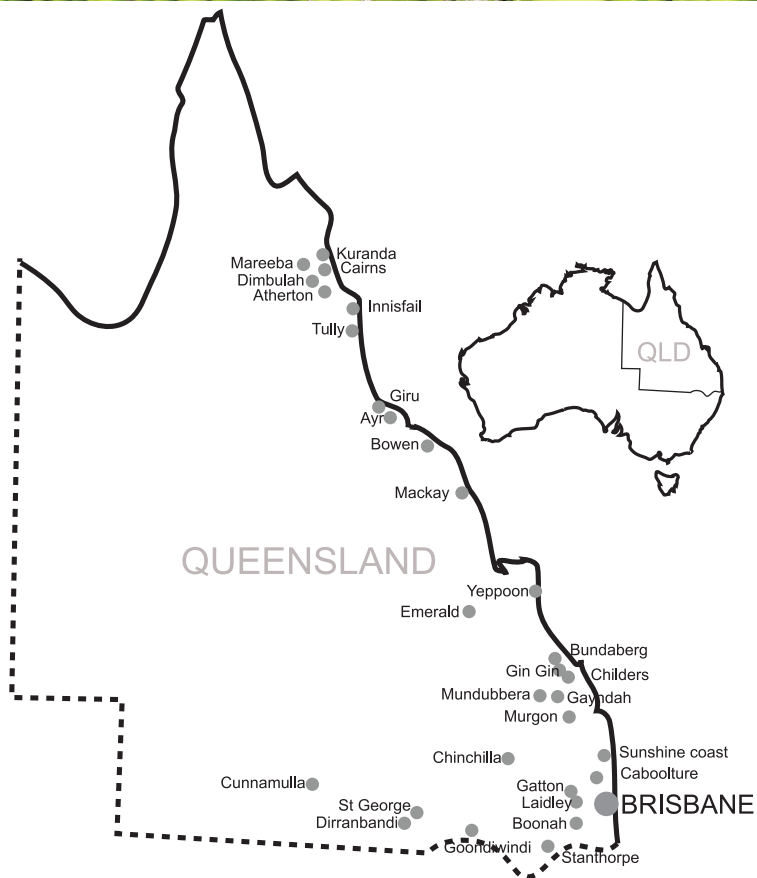 Kuranda
Mareeba
Cairns
Dimbulah
Atherton
Innisfail
Tully
QLD
Giru
Ayr
Bowen
Mackay
QUEENSLAND
Yeppoon
Emerald
Bundaberg
Gin Gin
Childers
Mundubbera
Gayndah
Murgon
Sunshine coast
Chinchilla
Caboolture
Cunnamulla
Gatton
Laidley
BRISBANE
St George
Dirranbandi
Boonah
Goondiwindi
Stanthorpe